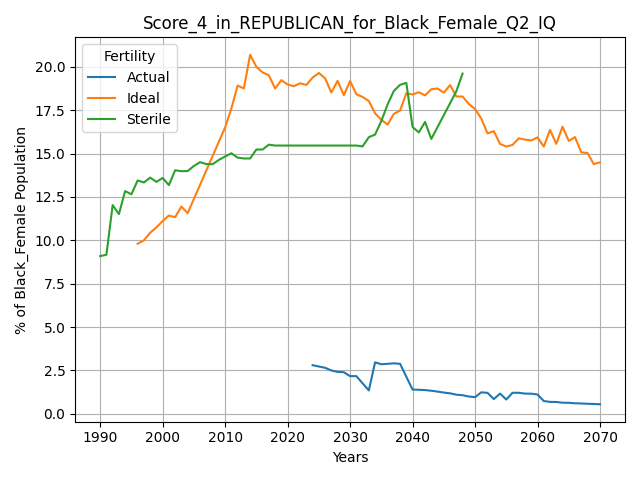 Score_4_in_REPUBLICAN_for_Black_Female_Q2_IQ
Fertility
Actual
Ideal
Sterile
% of Black_Female Population
20.0
17.5
15.0
12.5
10.0
7.5
5.0
2.5
0.0
1990 2000 2010 2020 2030 2040 2050 2060 2070
Years